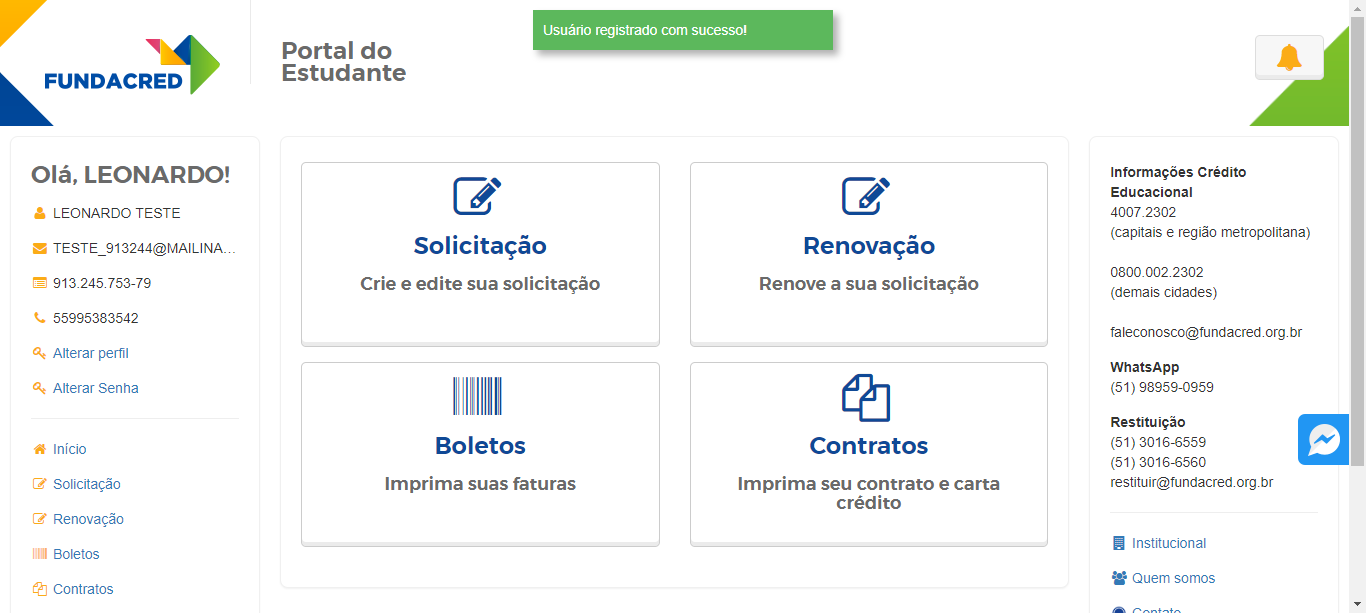 Usuário registrado com sucesso!
FUNDACRED
Portal do
Estudante
Olá, LEONARDO!
LEONARDO TESTE
TESTE_913244@MAILINA...
913.245.753-79
55995383542
Alterar perfil
Alterar Senha
Início
Solicitação
Renovação
Boletos
Contratos
Solicitação
Crie e edite sua solicitação
Renovação
Renove a sua solicitação
Boletos
Imprima suas faturas
Contratos
Imprima seu contrato e carta
crédito
Informações Crédito
Educacional
4007.2302
(capitais e região metropolitana)
0800.002.2302
(demais cidades)
faleconosco@fundacred.org.br
WhatsApp
(51) 98959-0959
Restituição
(51) 3016-6559
(51) 3016-6560
restituir@fundacred.org.br
Institucional
Quem somos
Contato